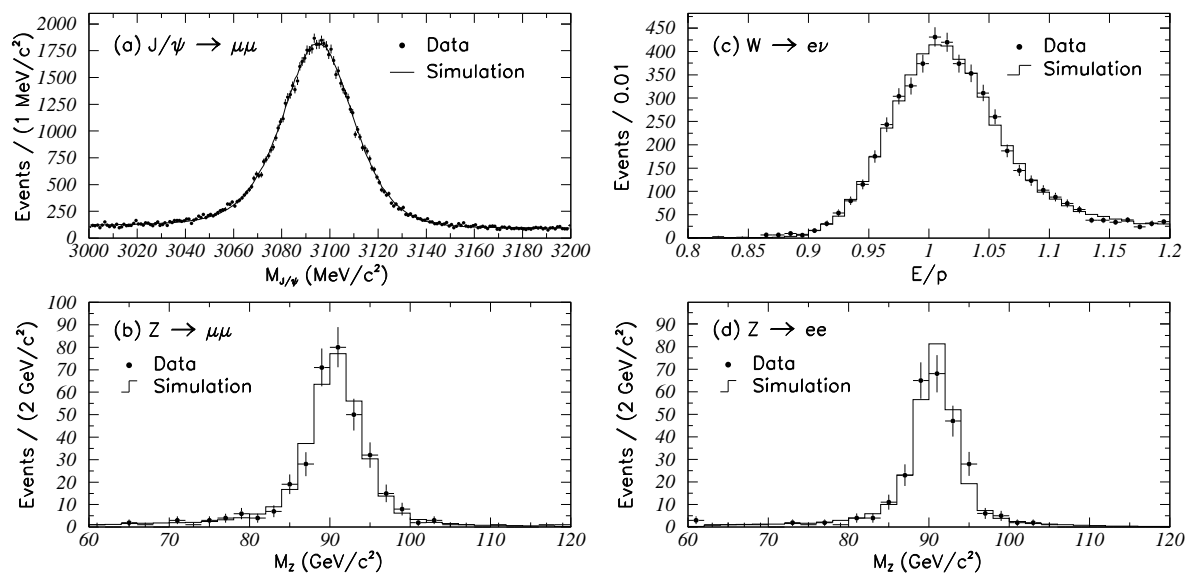 (a) J/ψ → μμ
Data
Simulation
Events / (1 MeV/c²)
2000
1750
1500
1250
1000
750
500
250
0
3000 3020 3040 3060 3080 3100 3120 3140 3160 3180 3200
M_J/ψ (MeV/c²)
(c) W → eν
Data
Simulation
Events / 0.01
450
400
350
300
250
200
150
100
50
0
0.8 0.85 0.9 0.95 1 1.05 1.1 1.15 1.2
E/p
(b) Z → μμ
Data
Simulation
Events / (2 GeV/c²)
100
90
80
70
60
50
40
30
20
10
0
60 70 80 90 100 110 120
M_Z (GeV/c²)
(d) Z → ee
Data
Simulation
Events / (2 GeV/c²)
90
80
70
60
50
40
30
20
10
0
60 70 80 90 100 110 120
M_Z (GeV/c²)